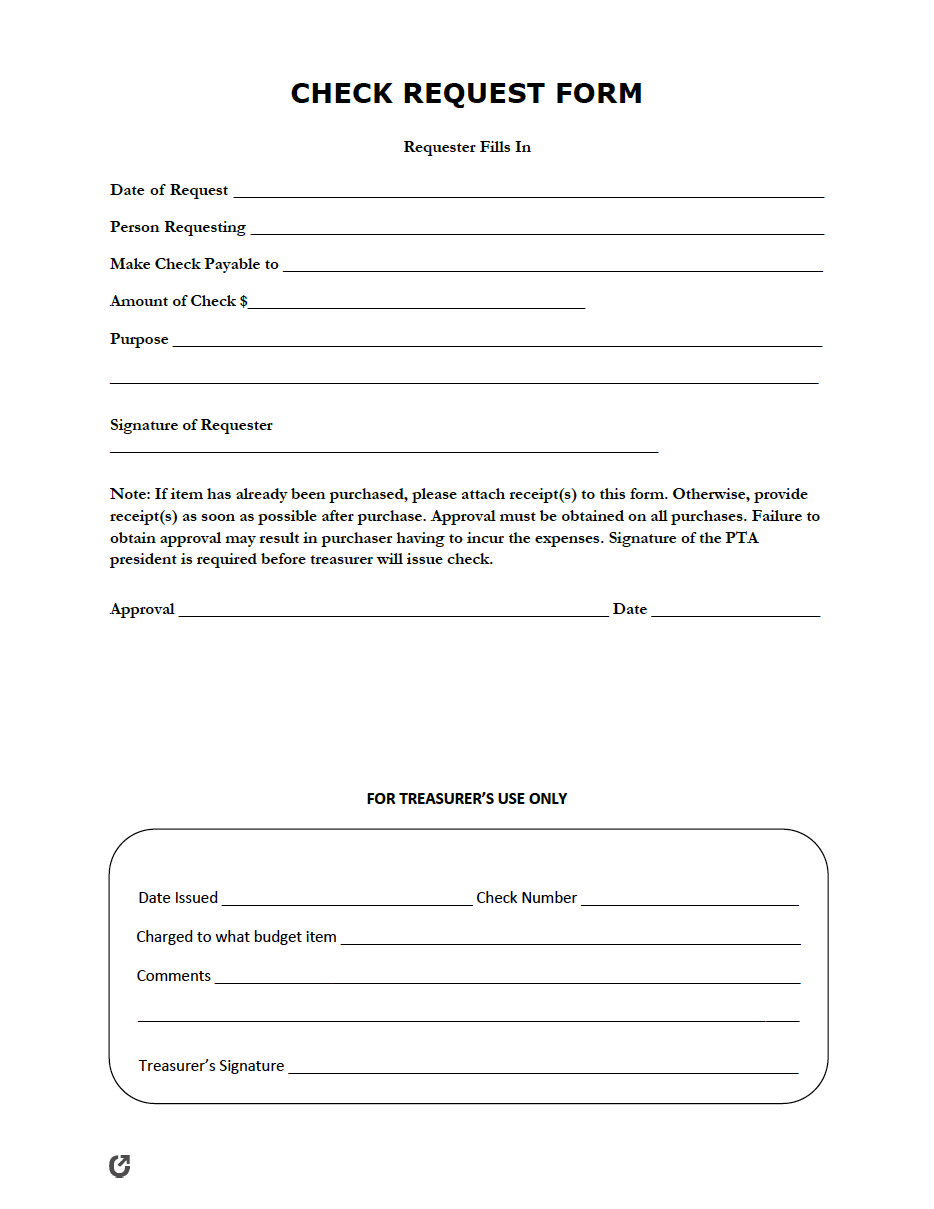 CHECK REQUEST FORM
Requester Fills In
Date of Request
Person Requesting
Make Check Payable to
Amount of Check $
Purpose
Signature of Requester
Note: If item has already been purchased, please attach receipt(s) to this form. Otherwise, provide
receipt(s) as soon as possible after purchase. Approval must be obtained on all purchases. Failure to
obtain approval may result in purchaser having to incur the expenses. Signature of the PTA
president is required before treasurer will issue check.
Approval Date
FOR TREASURER’S USE ONLY
Date Issued Check Number
Charged to what budget item
Comments
Treasurer’s Signature